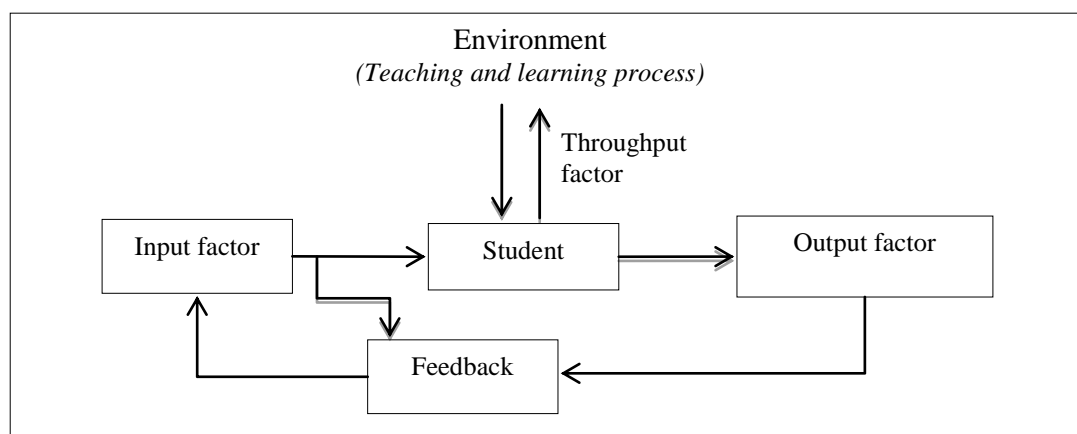 Environment
(Teaching and learning process)
Throughput
factor
Input factor
Student
Output factor
Feedback